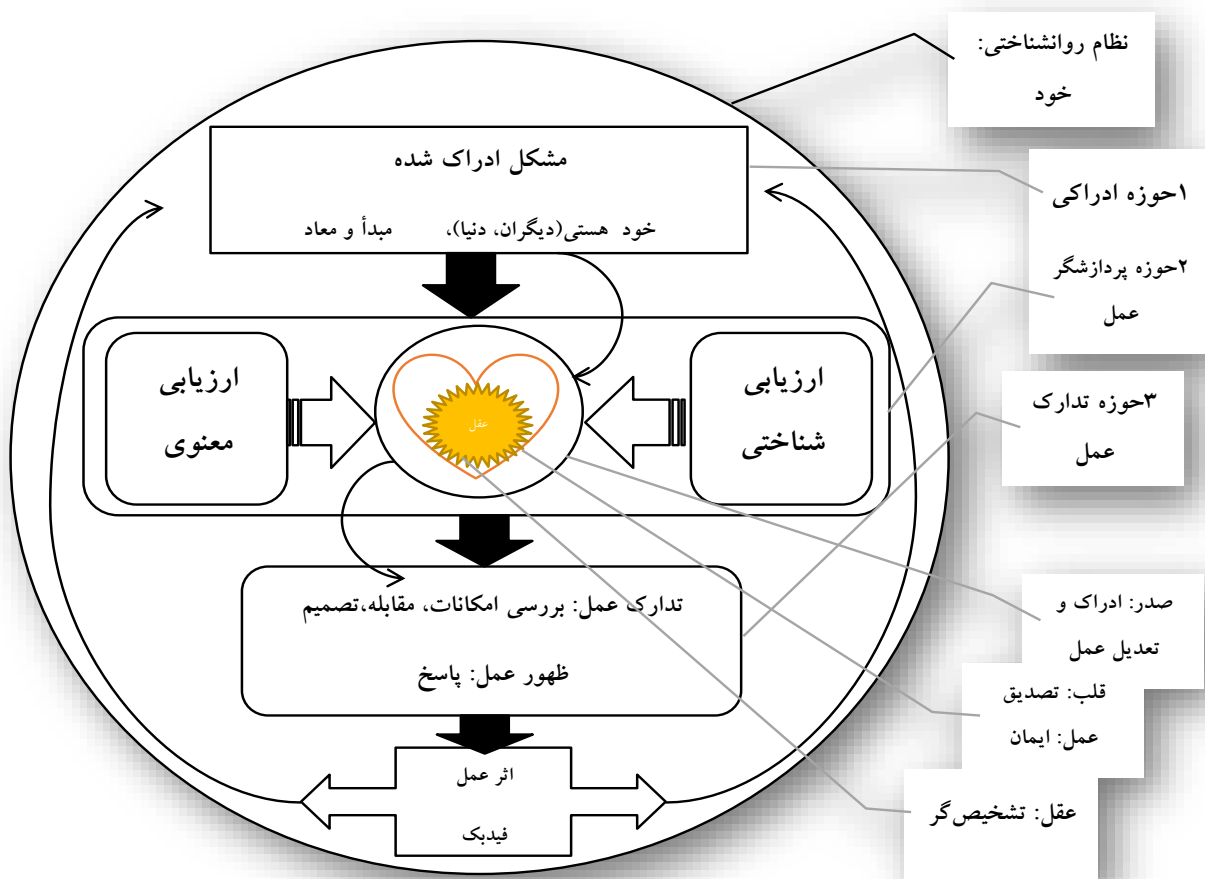 نظام روانشناختی:
خود
مشکل ادراک شده
خود هستی(دیگران، دنیا)، مبدأ و معاد
۱حوزه ادراکی
۲حوزه پردازشگر
عمل
۳حوزه تدارک
عمل
ارزیابی
شناختی
عقل
ارزیابی
معنوی
تدارک عمل: بررسی امکانات، مقابله،تصمیم
ظهور عمل: پاسخ
صدر: ادراک و
تعدیل عمل
قلب: تصدیق
عمل: ایمان
عقل: تشخیص‌گر
اثر عمل
فیدبک